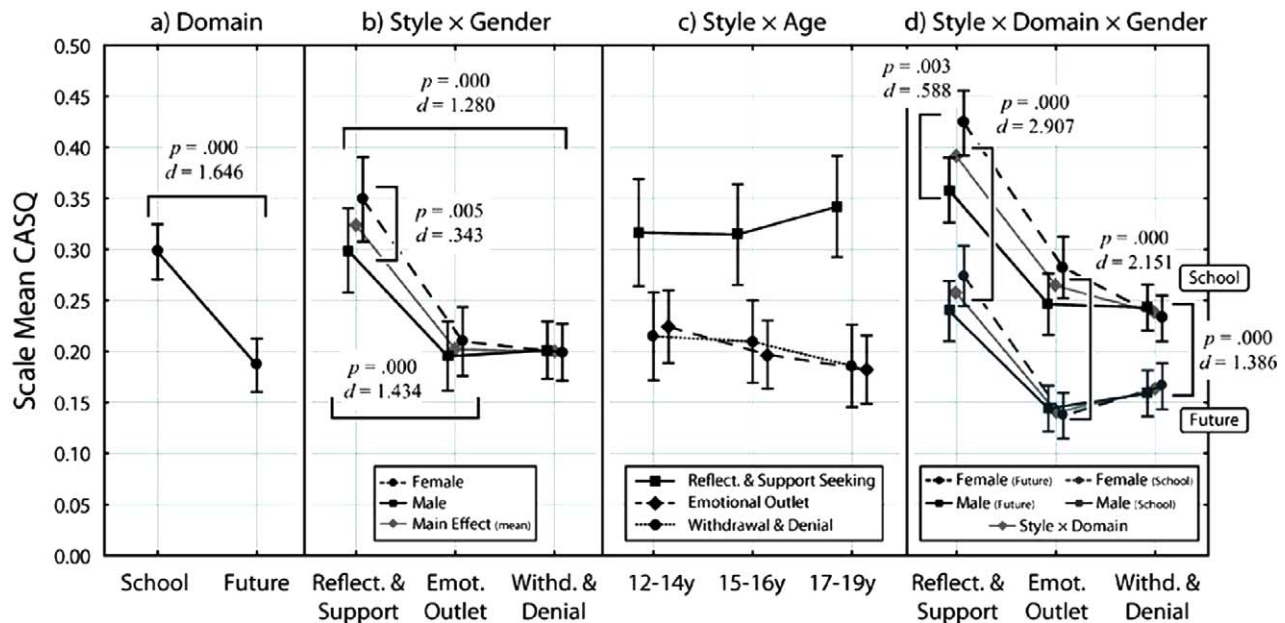 a) Domain
b) Style × Gender
c) Style × Age
d) Style × Domain × Gender
Scale Mean CASQ
0.50
0.45
0.40
0.35
0.30
0.25
0.20
0.15
0.10
0.05
0.00
p = .000
d = 1.646
p = .000
d = 1.280
p = .005
d = .343
p = .000
d = 1.434
p = .003
d = .588
p = .000
d = 2.907
p = .000
d = 2.151
School
p = .000
d = 1.386
Future
Female
Male
Main Effect (mean)
Reflect. & Support Seeking
Emotional Outlet
Withdrawal & Denial
Female (Future)
Female (School)
Male (Future)
Male (School)
Style × Domain
School
Future
Reflect. &
Support
Emot.
Outlet
Withd. &
Denial
12-14y
15-16y
17-19y
Reflect. &
Support
Emot.
Outlet
Withd. &
Denial